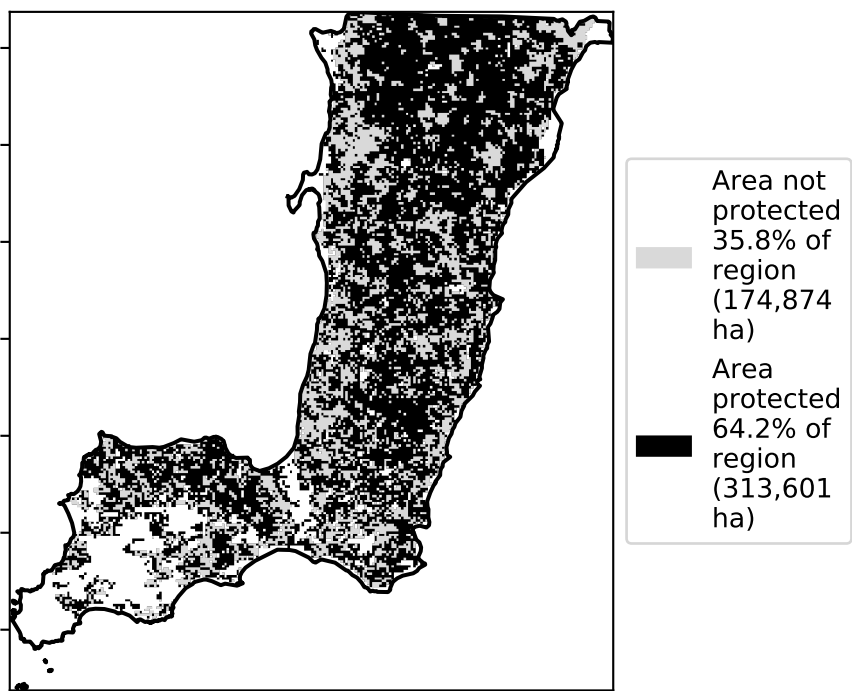 Area not
protected
35.8% of
region
(174,874
ha)
Area
protected
64.2% of
region
(313,601
ha)